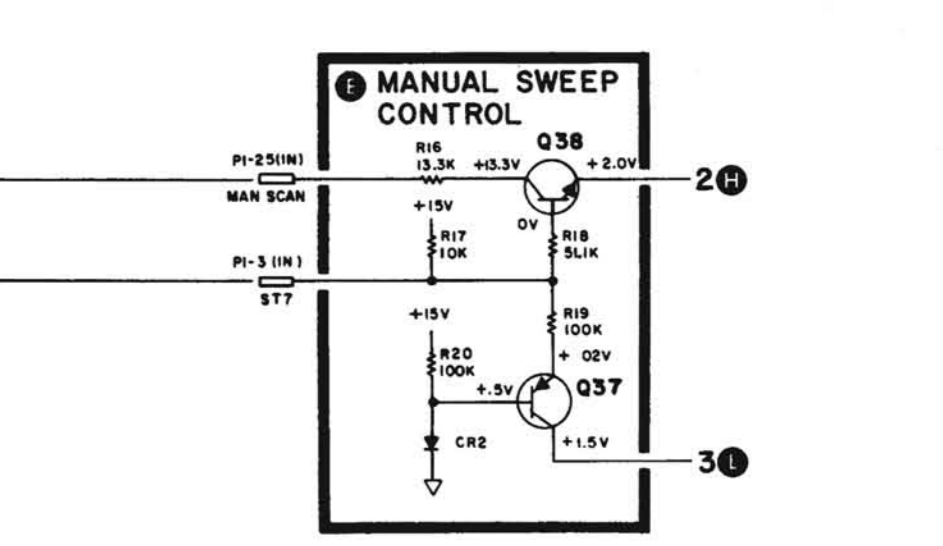 E MANUAL SWEEP
CONTROL
Q38
R16
13.3K
+13.3V
+2.0V
P1-25(IN)
MAN SCAN
2 H
+15V
0V
R17
10K
R18
51.1K
P1-3 (IN)
ST7
+15V
R19
100K
R20
100K
+ 02V
+.5V
Q37
CR2
+1.5V
3 L